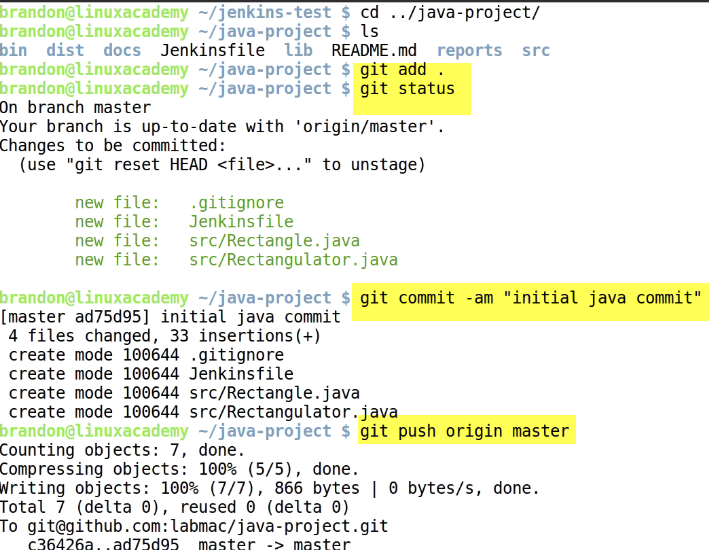 brandon@linuxacademy ~/jenkins-test $ cd ../java-project/
brandon@linuxacademy ~/java-project $ ls
bin  dist  docs  Jenkinsfile  lib  README.md  reports  src
brandon@linuxacademy ~/java-project $ git add .
brandon@linuxacademy ~/java-project $ git status
On branch master
Your branch is up-to-date with 'origin/master'.
Changes to be committed:
  (use "git reset HEAD <file>..." to unstage)

        new file:   .gitignore
        new file:   Jenkinsfile
        new file:   src/Rectangle.java
        new file:   src/Rectangulator.java

brandon@linuxacademy ~/java-project $ git commit -am "initial java commit"
[master ad75d95] initial java commit
 4 files changed, 33 insertions(+)
 create mode 100644 .gitignore
 create mode 100644 Jenkinsfile
 create mode 100644 src/Rectangle.java
 create mode 100644 src/Rectangulator.java
brandon@linuxacademy ~/java-project $ git push origin master
Counting objects: 7, done.
Compressing objects: 100% (5/5), done.
Writing objects: 100% (7/7), 866 bytes | 0 bytes/s, done.
Total 7 (delta 0), reused 0 (delta 0)
To git@github.com:labmac/java-project.git
   c36426a..ad75d95  master -> master